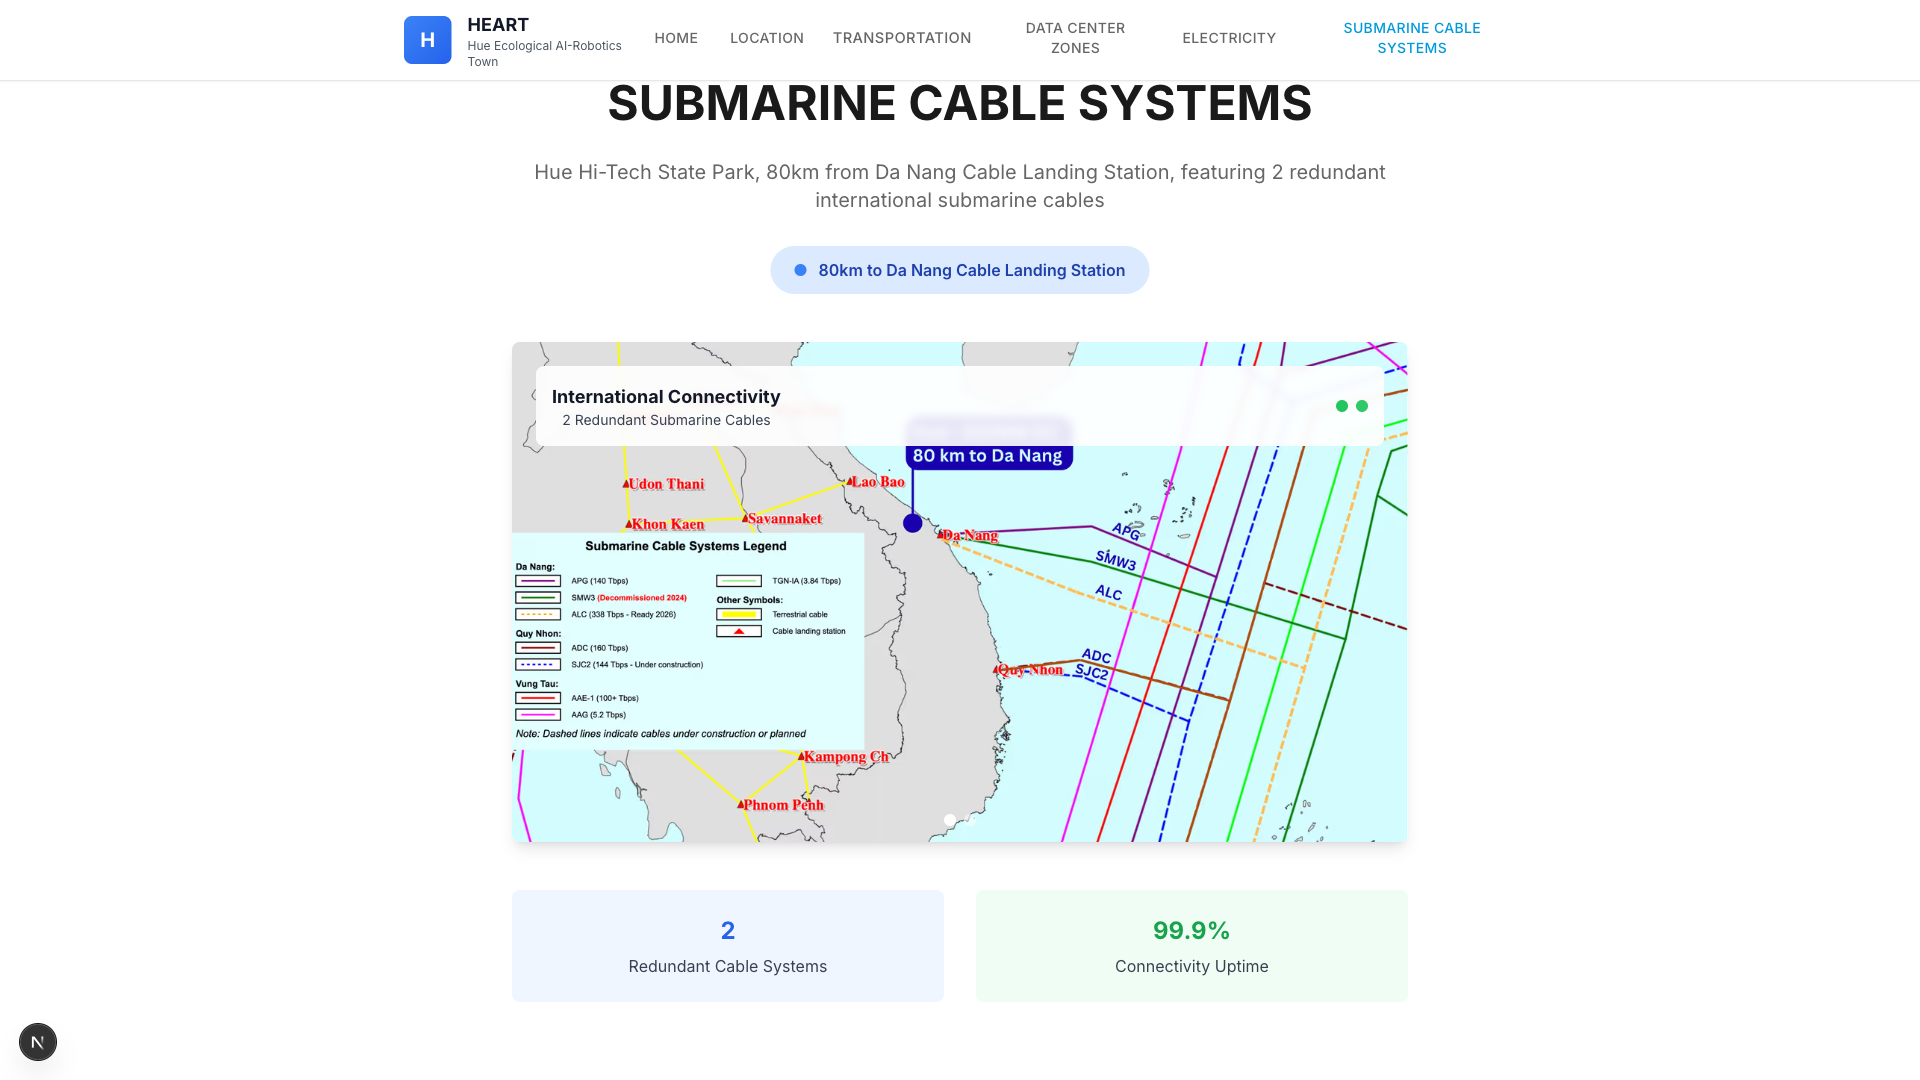 H
HEART
Hue Ecological AI-Robotics
Town
HOME
LOCATION
TRANSPORTATION
DATA CENTER
ZONES
ELECTRICITY
SUBMARINE CABLE
SYSTEMS
SUBMARINE CABLE SYSTEMS
Hue Hi-Tech State Park, 80km from Da Nang Cable Landing Station, featuring 2 redundant
international submarine cables
80km to Da Nang Cable Landing Station
International Connectivity
2 Redundant Submarine Cables
80 km to Da Nang
Udon Thani
Lao Bao
Khon Kaen
Savannaket
Da Nang
APG
SMW3
ALC
ADC
SJC2
Quy Nhon
Submarine Cable Systems Legend
Da Nang:
APG (140 Tbps)
SMW3 (Decommissioned 2024)
ALC (338 Tbps - Ready 2026)
Quy Nhon:
ADC (160 Tbps)
SJC2 (144 Tbps - Under construction)
Vung Tau:
AAE-1 (100+ Tbps)
AAG (5.2 Tbps)
TGN-IA (3.84 Tbps)
Other Symbols:
Terrestrial cable
Cable landing station
Note: Dashed lines indicate cables under construction or planned
Kampong Ch
Phnom Penh
2
Redundant Cable Systems
99.9%
Connectivity Uptime
N